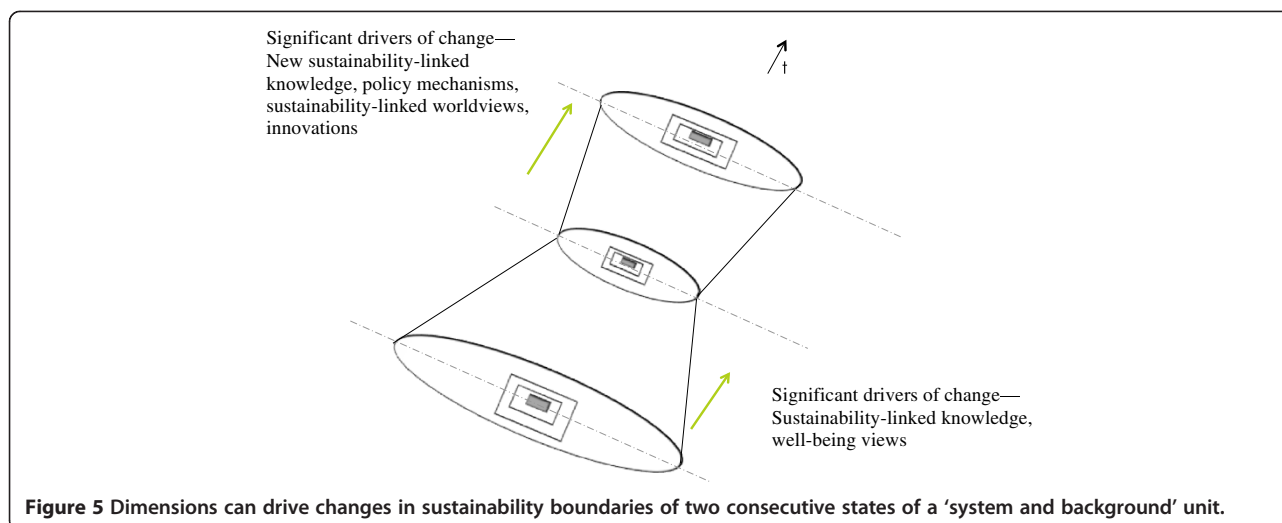 Significant drivers of change—
New sustainability-linked
knowledge, policy mechanisms,
sustainability-linked worldviews,
innovations
t
Significant drivers of change—
Sustainability-linked knowledge,
well-being views
Figure 5 Dimensions can drive changes in sustainability boundaries of two consecutive states of a ‘system and background’ unit.